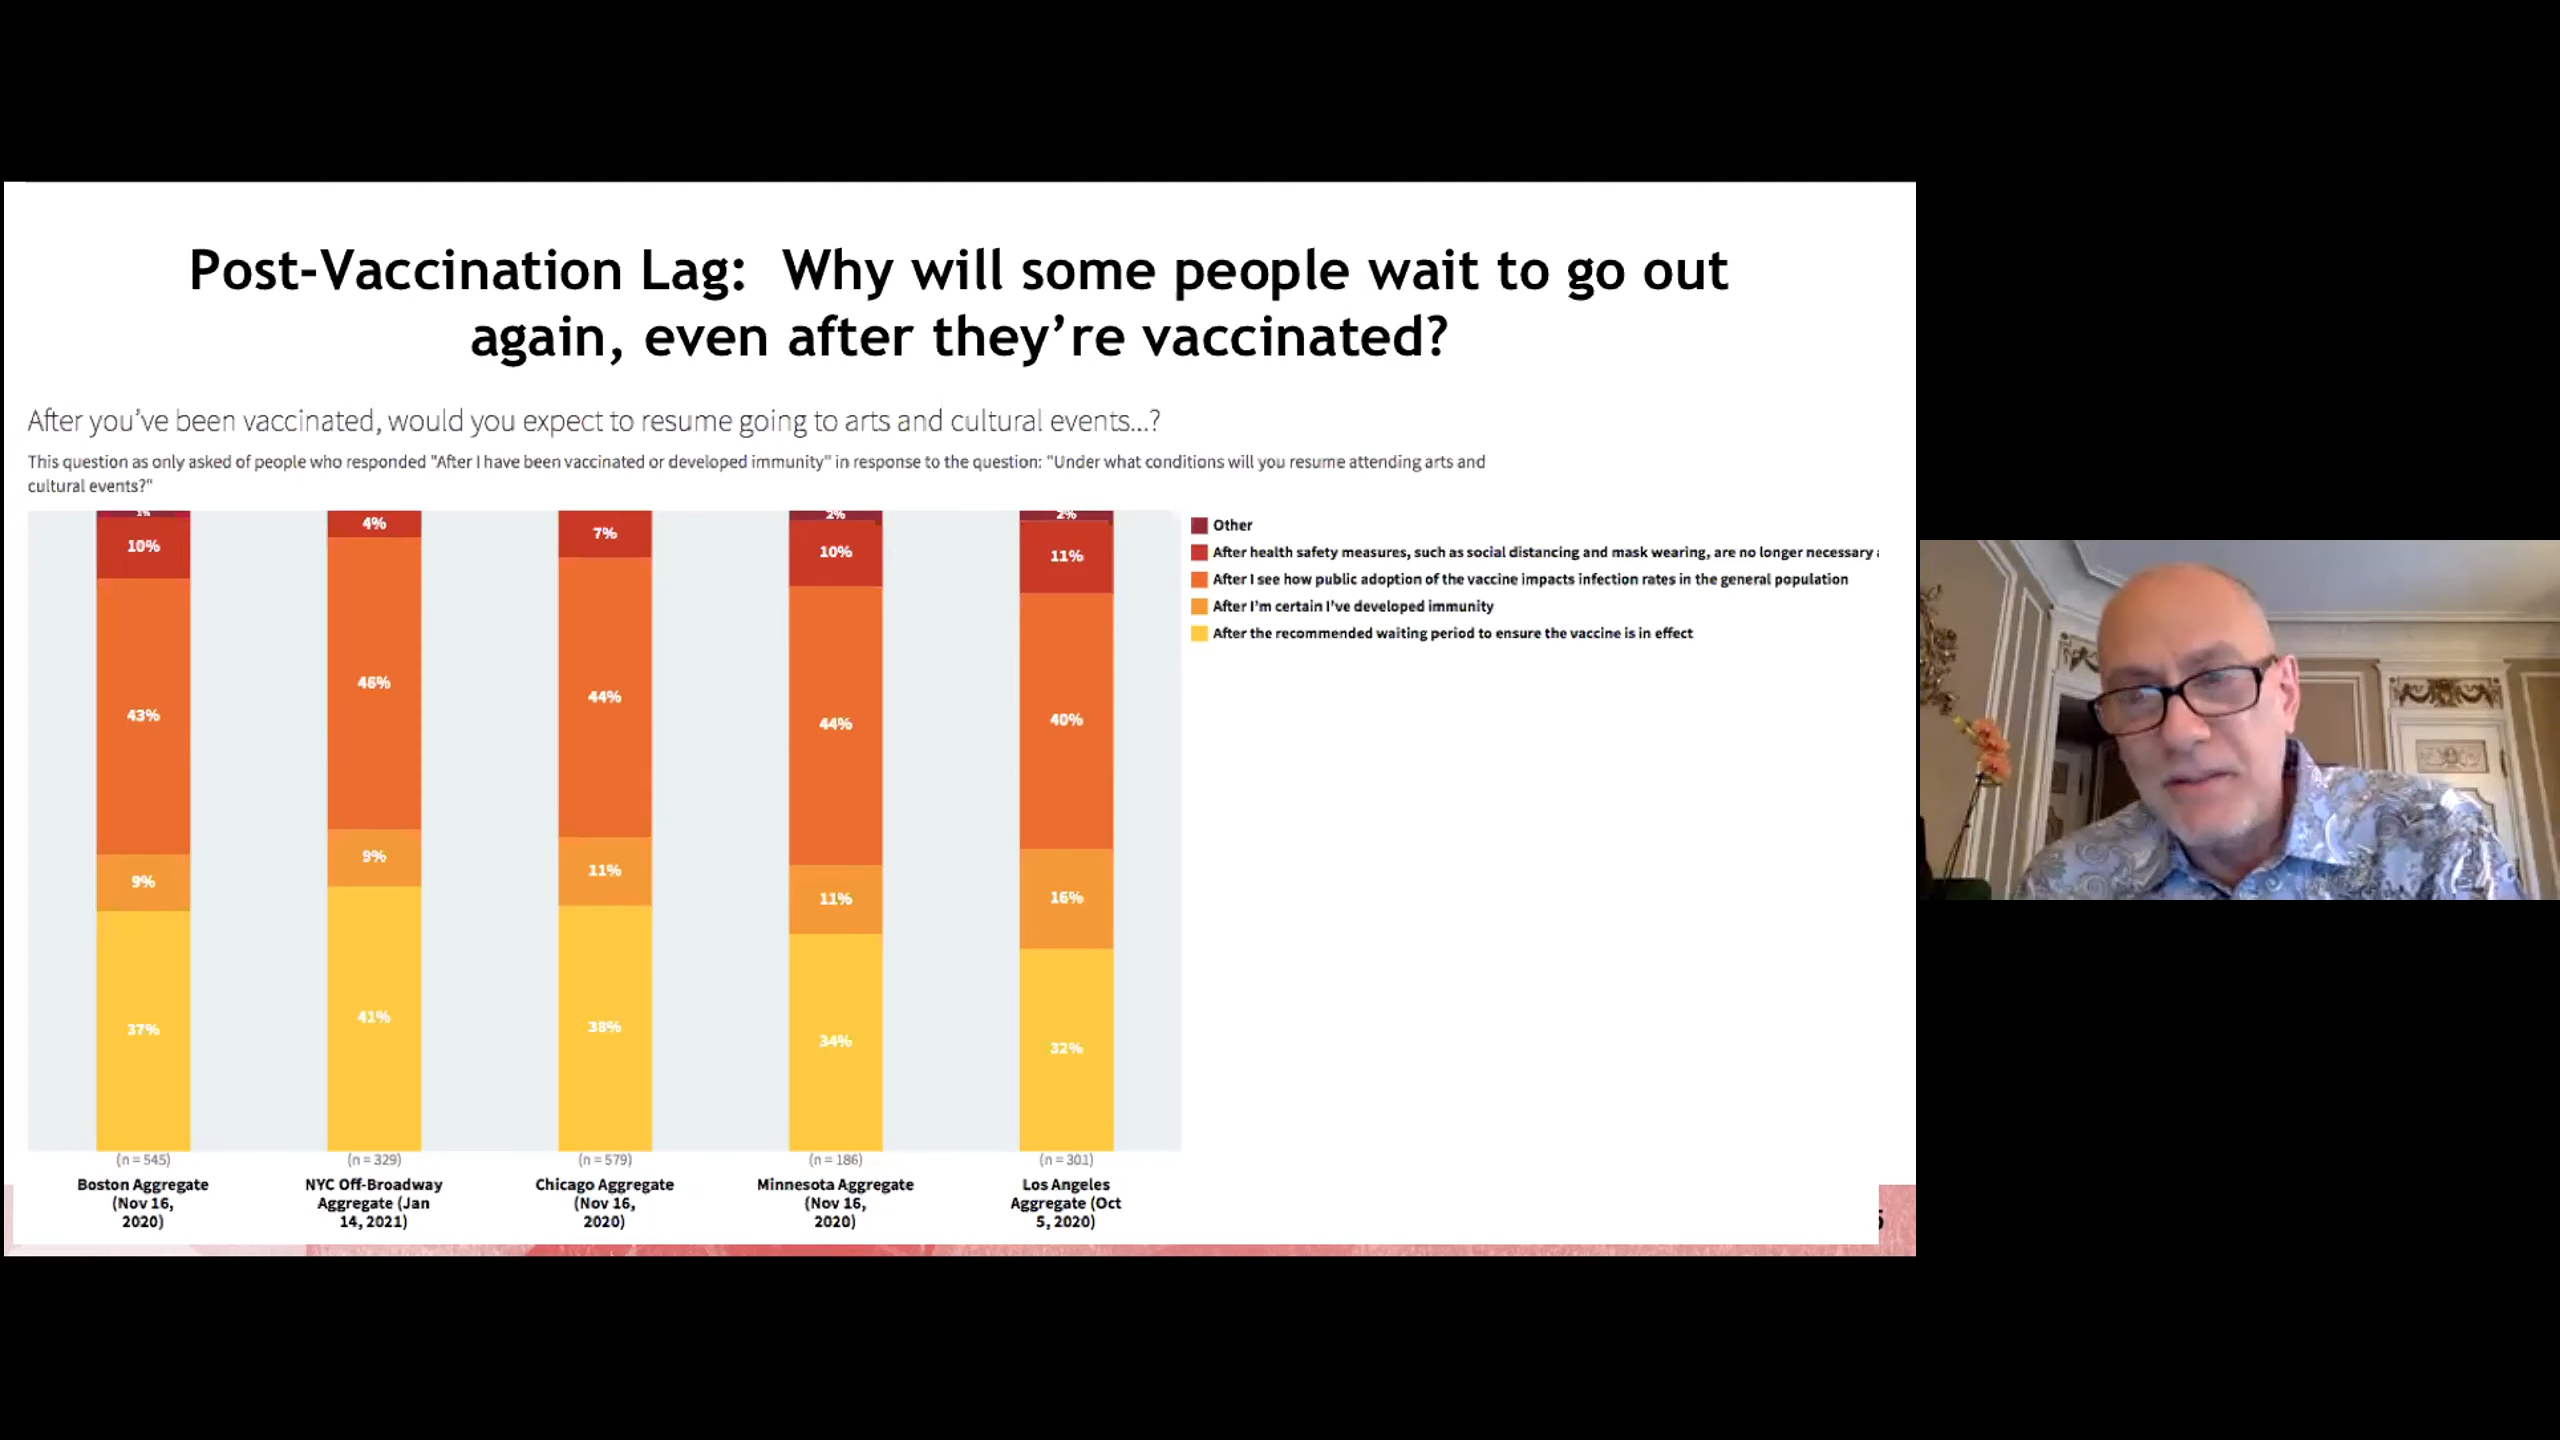 Post-Vaccination Lag: Why will some people wait to go out
again, even after they’re vaccinated?
After you’ve been vaccinated, would you expect to resume going to arts and cultural events...?
This question as only asked of people who responded "After I have been vaccinated or developed immunity" in response to the question: "Under what conditions will you resume attending arts and
cultural events?"
Other
After health safety measures, such as social distancing and mask wearing, are no longer necessary
After I see how public adoption of the vaccine impacts infection rates in the general population
After I’m certain I’ve developed immunity
After the recommended waiting period to ensure the vaccine is in effect
1%
10%
43%
9%
37%
(n = 545)
Boston Aggregate
(Nov 16,
2020)
4%
46%
9%
41%
(n = 329)
NYC Off-Broadway
Aggregate (Jan
14, 2021)
7%
44%
11%
38%
(n = 579)
Chicago Aggregate
(Nov 16,
2020)
2%
10%
44%
11%
34%
(n = 186)
Minnesota Aggregate
(Nov 16,
2020)
2%
11%
40%
16%
32%
(n = 301)
Los Angeles
Aggregate (Oct
5, 2020)